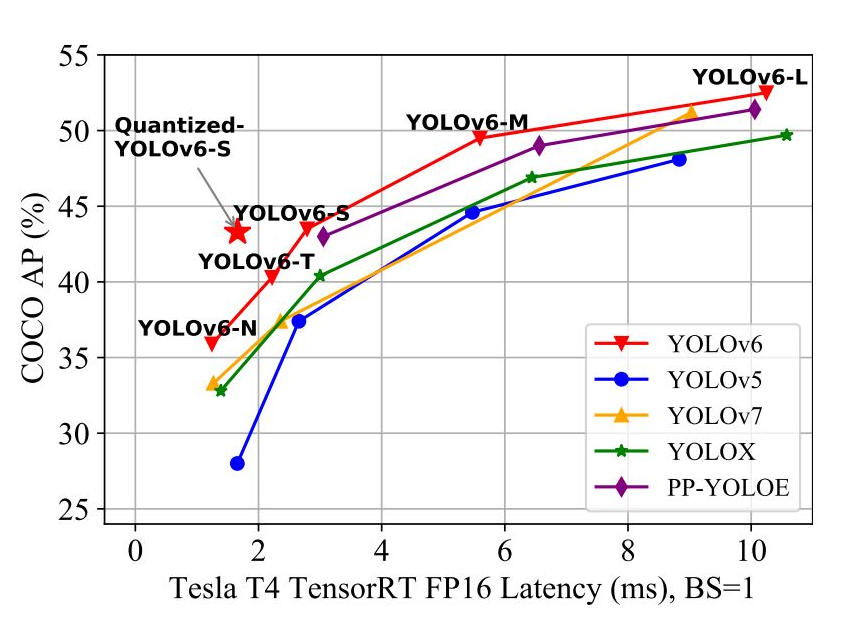 55
50
45
40
35
30
25
COCO AP (%)
YOLOv6-L
Quantized-
YOLOv6-S
YOLOv6-M
YOLOv6-S
YOLOv6-T
YOLOv6-N
YOLOv6
YOLOv5
YOLOv7
YOLOX
PP-YOLOE
0 2 4 6 8 10
Tesla T4 TensorRT FP16 Latency (ms), BS=1